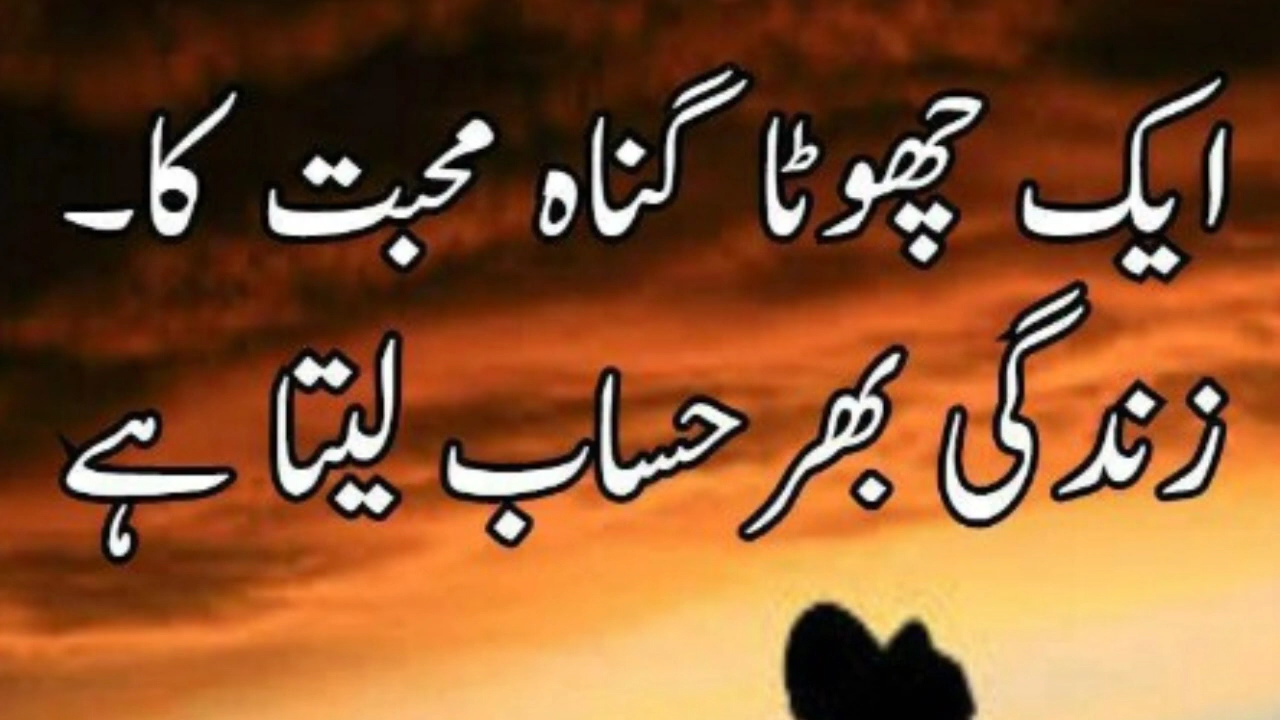 ایک چھوٹا گناہ محبت کا۔
زندگی بھر حساب لیتا ہے